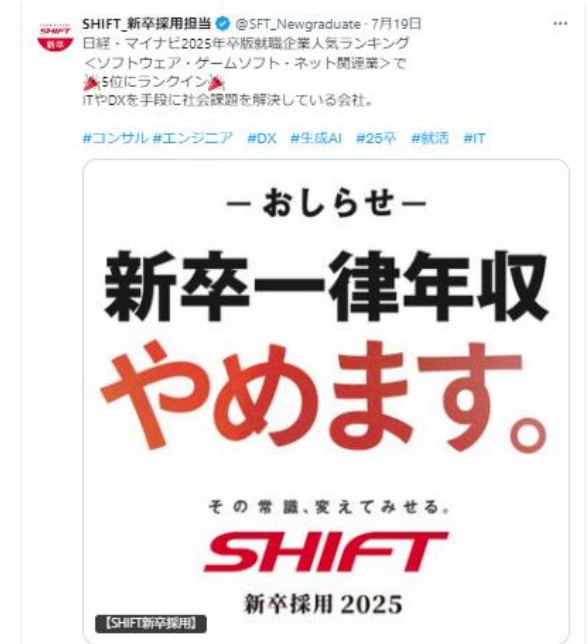 SHIFT_新卒採用担当 @SFT_Newgraduate · 7月19日
日経・マイナビ2025年卒版就職企業人気ランキング
＜ソフトウェア・ゲームソフト・ネット関連業＞で
🎉5位にランクイン🎉
ITやDXを手段に社会課題を解決している会社。
#コンサル #エンジニア #DX #生成AI #25卒 #就活 #IT
－おしらせ－
新卒一律年収
やめます。
その常識、変えてみせる。
SHIFT
新卒採用 2025
【SHIFT新卒採用】